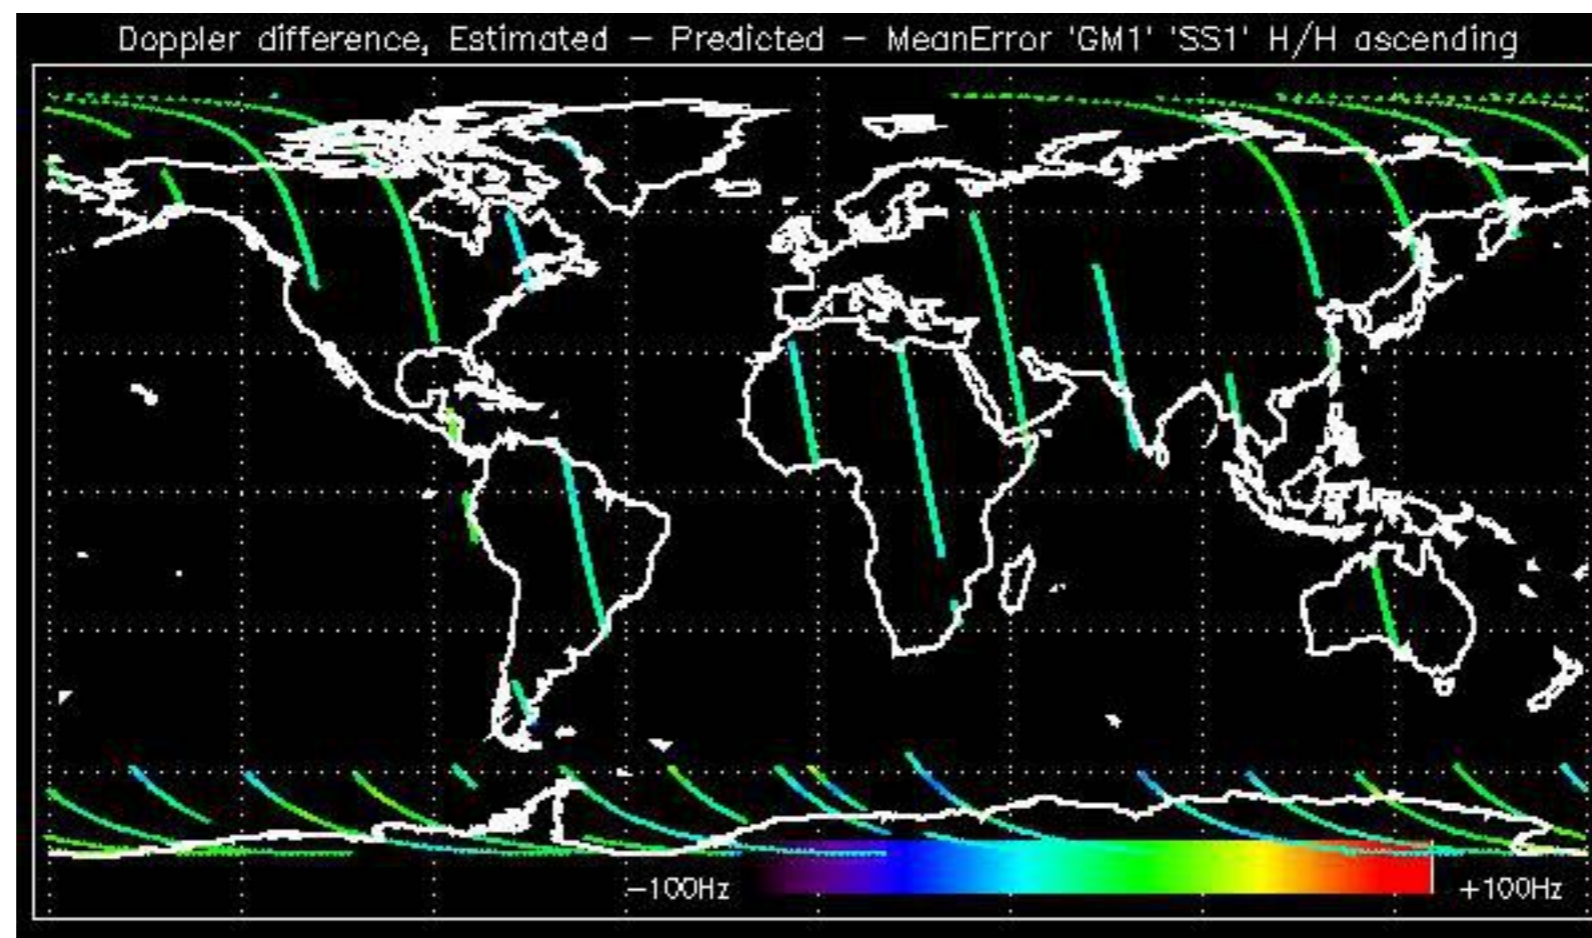 Doppler difference, Estimated – Predicted – MeanError 'GM1' 'SS1' H/H ascending
–100Hz
+100Hz